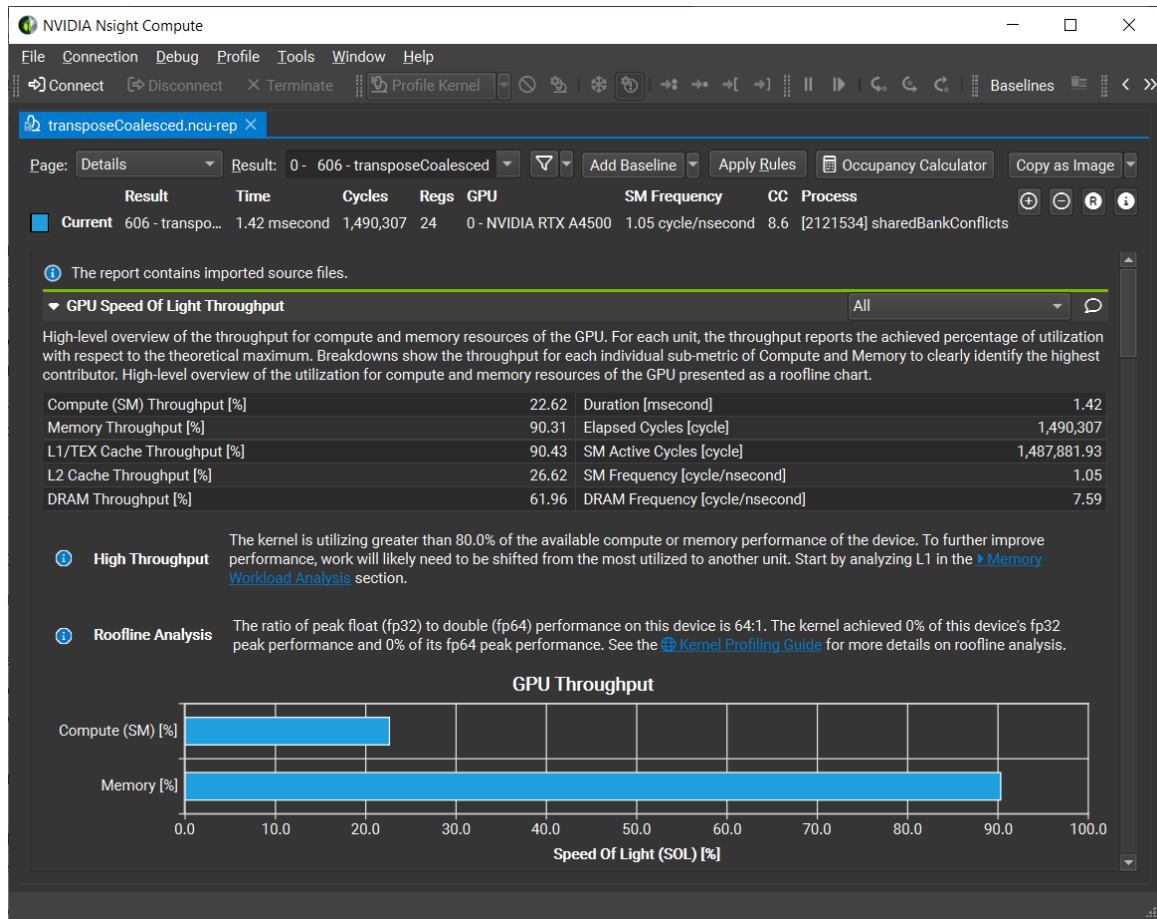 NVIDIA Nsight Compute
File Connection Debug Profile Tools Window Help
Connect Disconnect Terminate Profile Kernel Baselines
transposeCoalesced.ncu-rep
Page: Details Result: 0 - 606 - transposeCoalesced Add Baseline Apply Rules Occupancy Calculator Copy as Image
Result Time Cycles Regs GPU SM Frequency CC Process
Current 606 - transpo... 1.42 msecond 1,490,307 24 0 - NVIDIA RTX A4500 1.05 cycle/nsecond 8.6 [2121534] sharedBankConflicts
The report contains imported source files.
GPU Speed Of Light Throughput All
High-level overview of the throughput for compute and memory resources of the GPU. For each unit, the throughput reports the achieved percentage of utilization
with respect to the theoretical maximum. Breakdowns show the throughput for each individual sub-metric of Compute and Memory to clearly identify the highest
contributor. High-level overview of the utilization for compute and memory resources of the GPU presented as a roofline chart.
Compute (SM) Throughput [%] 22.62 Duration [msecond] 1.42
Memory Throughput [%] 90.31 Elapsed Cycles [cycle] 1,490,307
L1/TEX Cache Throughput [%] 90.43 SM Active Cycles [cycle] 1,487,881.93
L2 Cache Throughput [%] 26.62 SM Frequency [cycle/nsecond] 1.05
DRAM Throughput [%] 61.96 DRAM Frequency [cycle/nsecond] 7.59
The kernel is utilizing greater than 80.0% of the available compute or memory performance of the device. To further improve
High Throughput performance, work will likely need to be shifted from the most utilized to another unit. Start by analyzing L1 in the Memory
Workload Analysis section.
The ratio of peak float (fp32) to double (fp64) performance on this device is 64:1. The kernel achieved 0% of this device's fp32
Roofline Analysis peak performance and 0% of its fp64 peak performance. See the Kernel Profiling Guide for more details on roofline analysis.
GPU Throughput
Compute (SM) [%]
Memory [%]
0.0 10.0 20.0 30.0 40.0 50.0 60.0 70.0 80.0 90.0 100.0
Speed Of Light (SOL) [%]